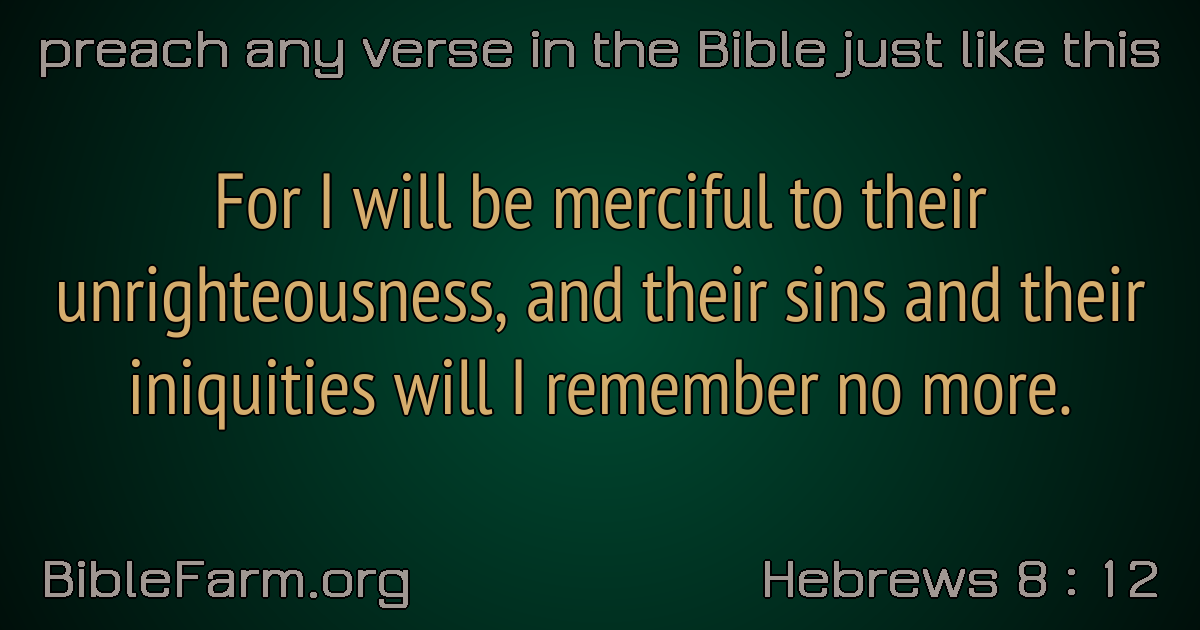 preach any verse in the Bible just like this
For I will be merciful to their
unrighteousness, and their sins and their
iniquities will I remember no more.
BibleFarm.org
Hebrews 8 : 12